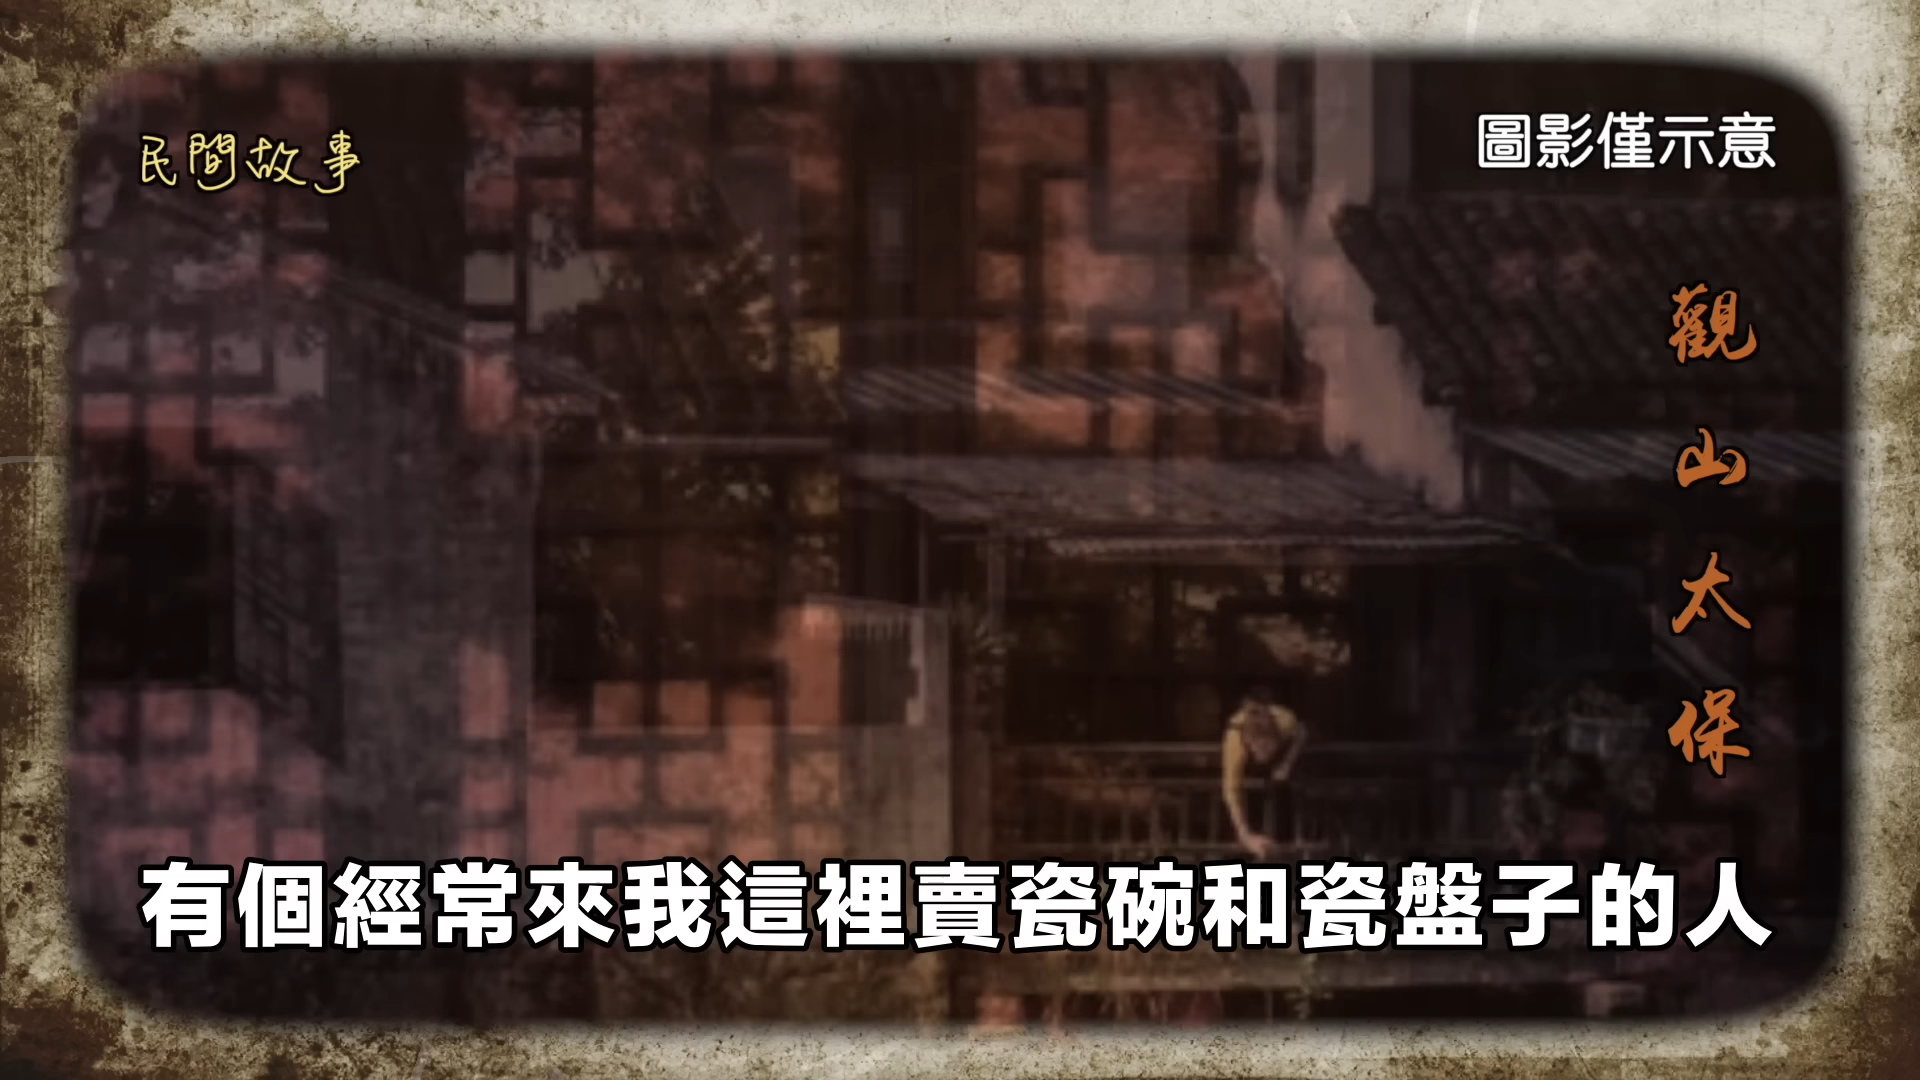 民間故事
圖影僅示意
觀山太保
有個經常來我這裡賣瓷碗和瓷盤子的人